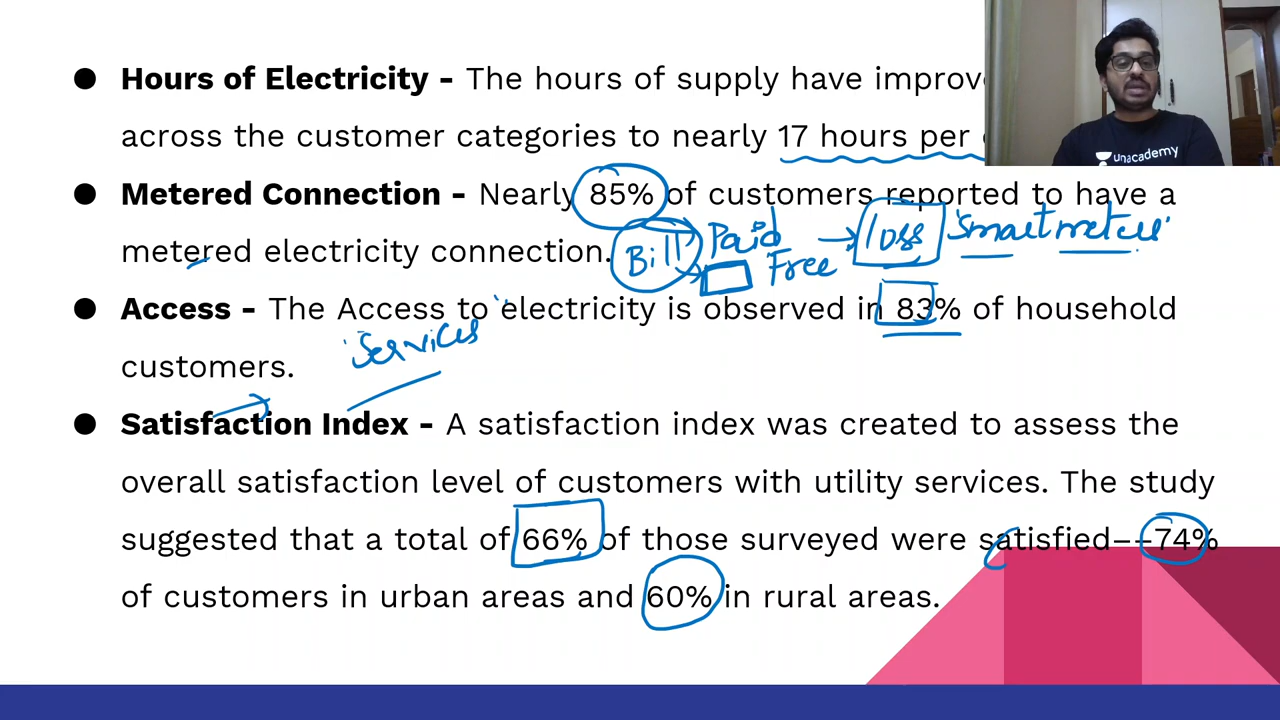 ● Hours of Electricity - The hours of supply have improv
across the customer categories to nearly 17 hours per
unacademy
● Metered Connection - Nearly 85% of customers reported to have a
metered electricity connection.
Bill Paid loss 'Smart meters'
Free
● Access - The Access to electricity is observed in 83% of household
customers.
'Services
● Satisfaction Index - A satisfaction index was created to assess the
overall satisfaction level of customers with utility services. The study
suggested that a total of 66% of those surveyed were satisfied––74%
of customers in urban areas and 60% in rural areas.